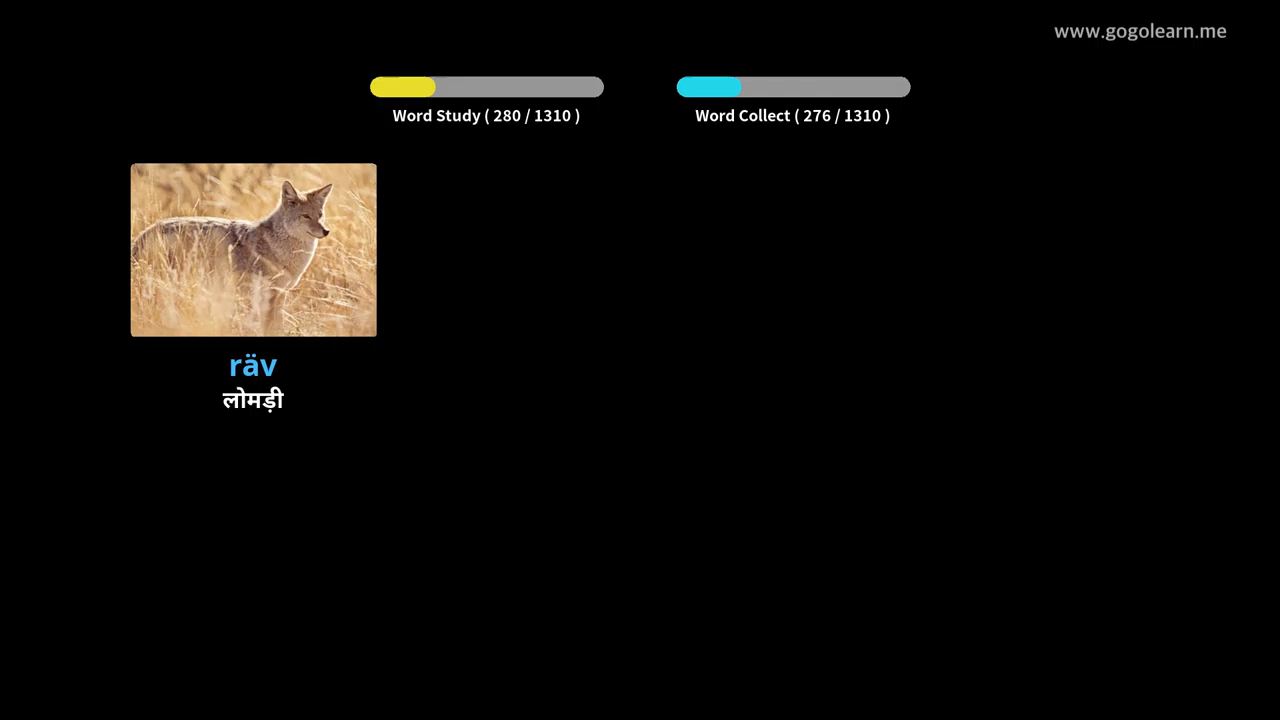 www.gogolearn.me
Word Study ( 280 / 1310 )
Word Collect ( 276 / 1310 )
räv
लोमड़ी